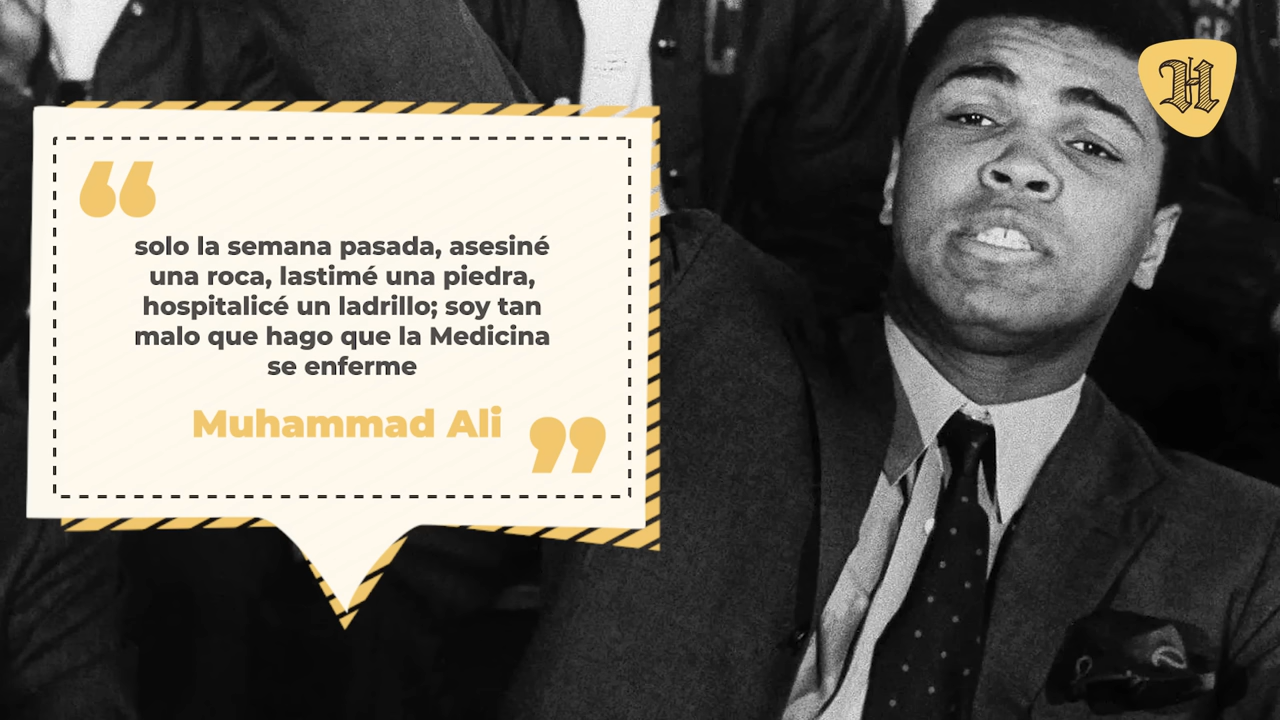 solo la semana pasada, asesiné
una roca, lastimé una piedra,
hospitalicé un ladrillo; soy tan
malo que hago que la Medicina
se enferme
Muhammad Ali
H